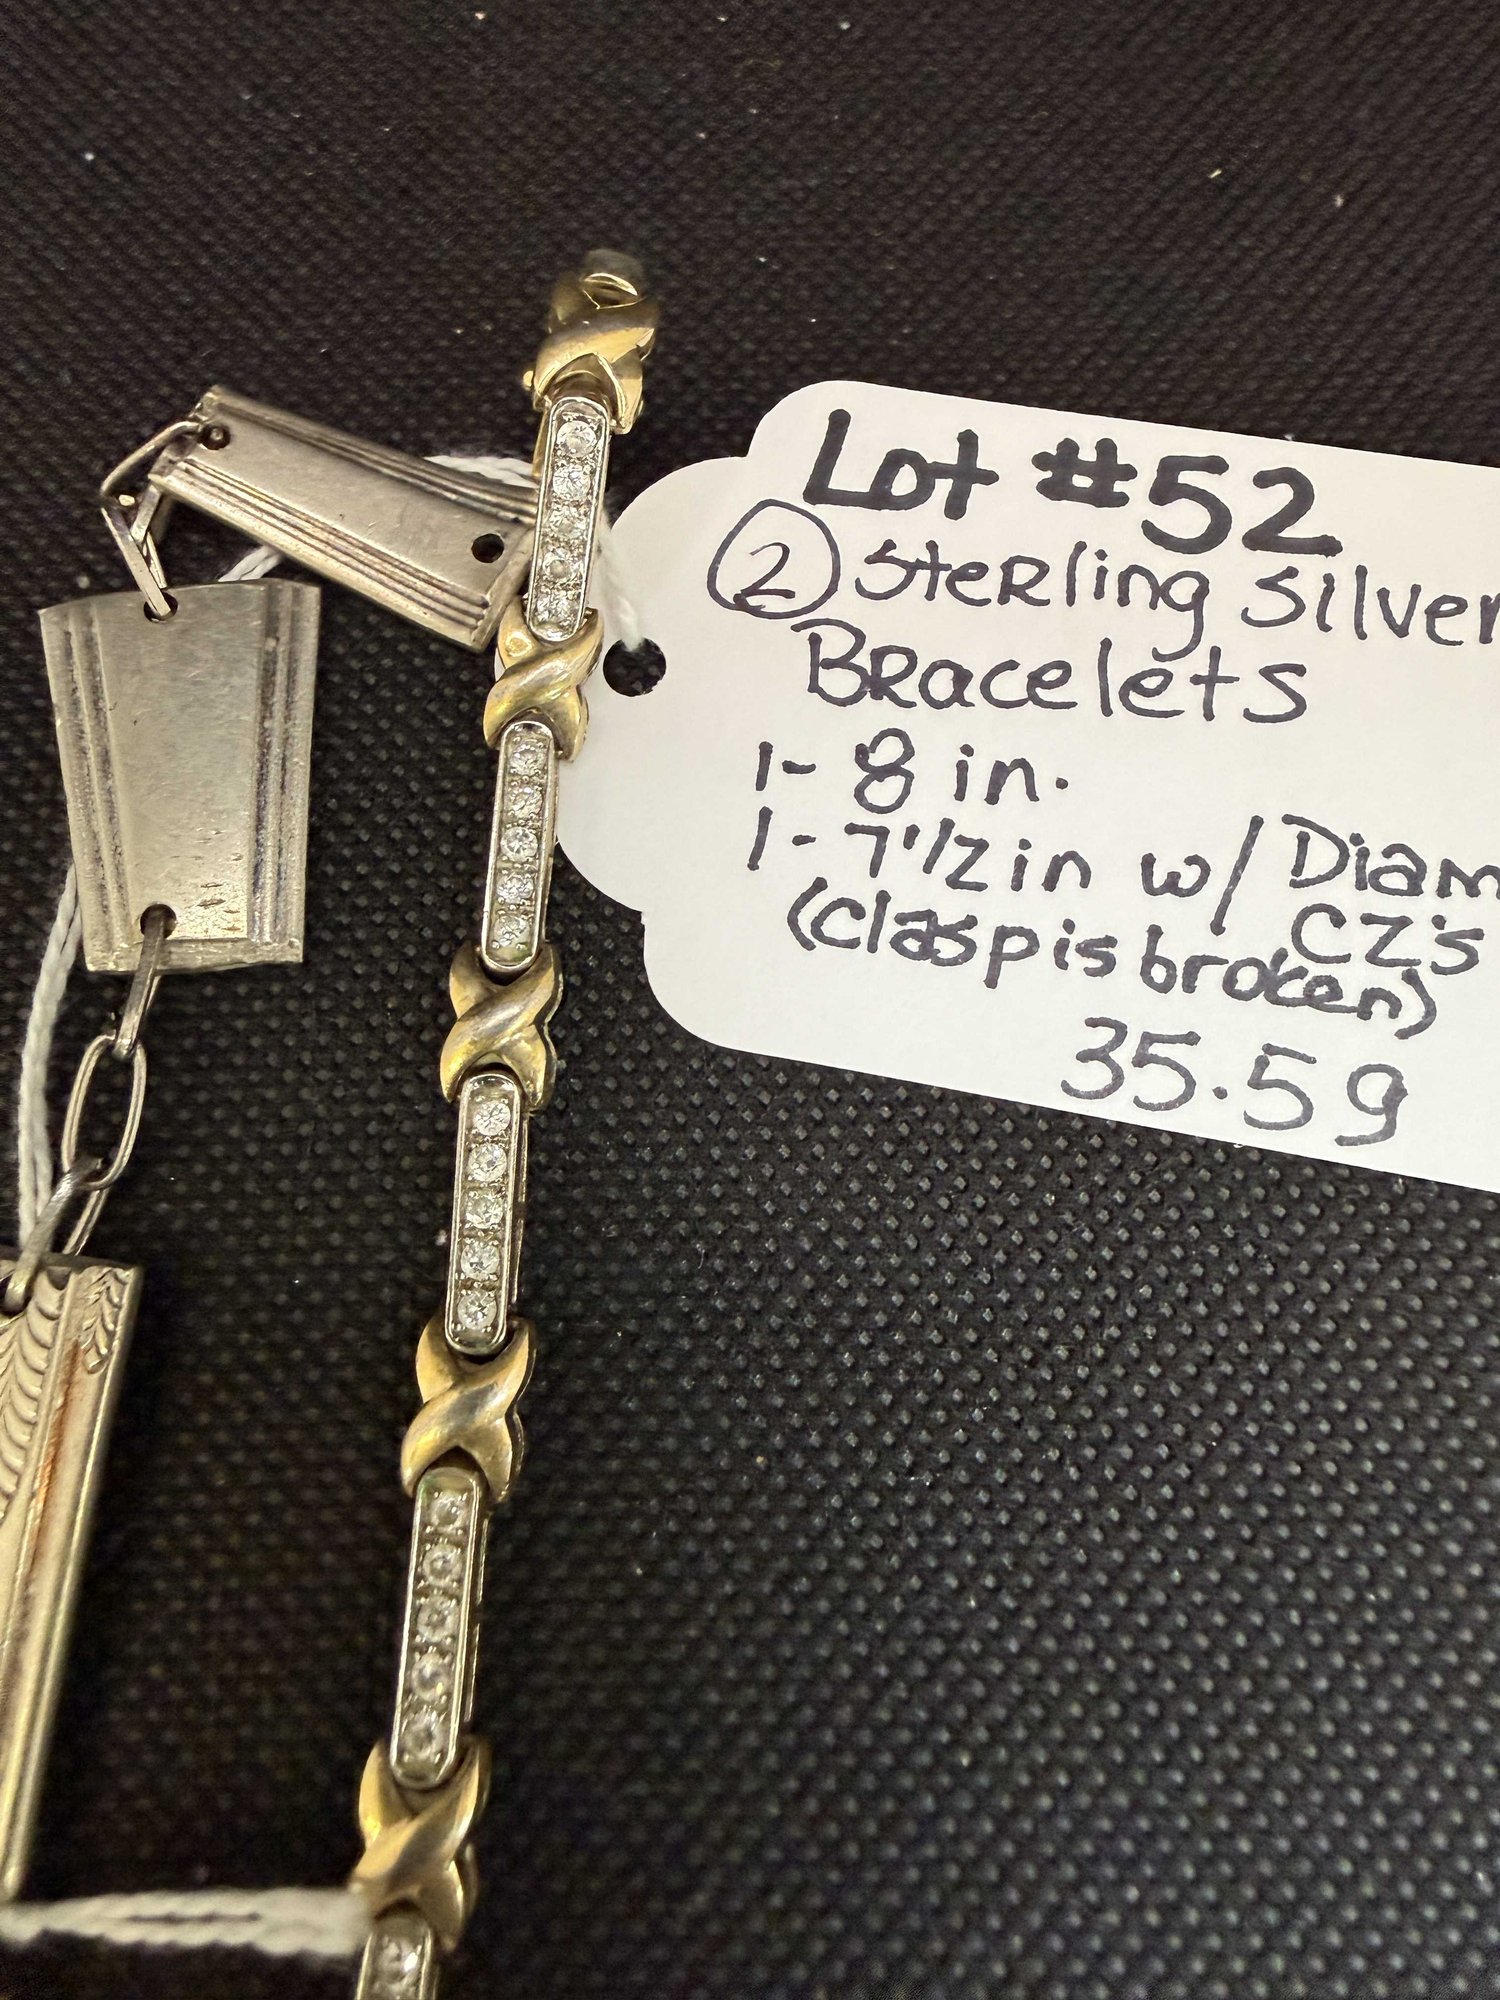 Lot #52
② Sterling Silver
Bracelets
1- 8 in.
1- 7 1/2 in w/ Diam
CZ's
(Clasp is broken)
35.59